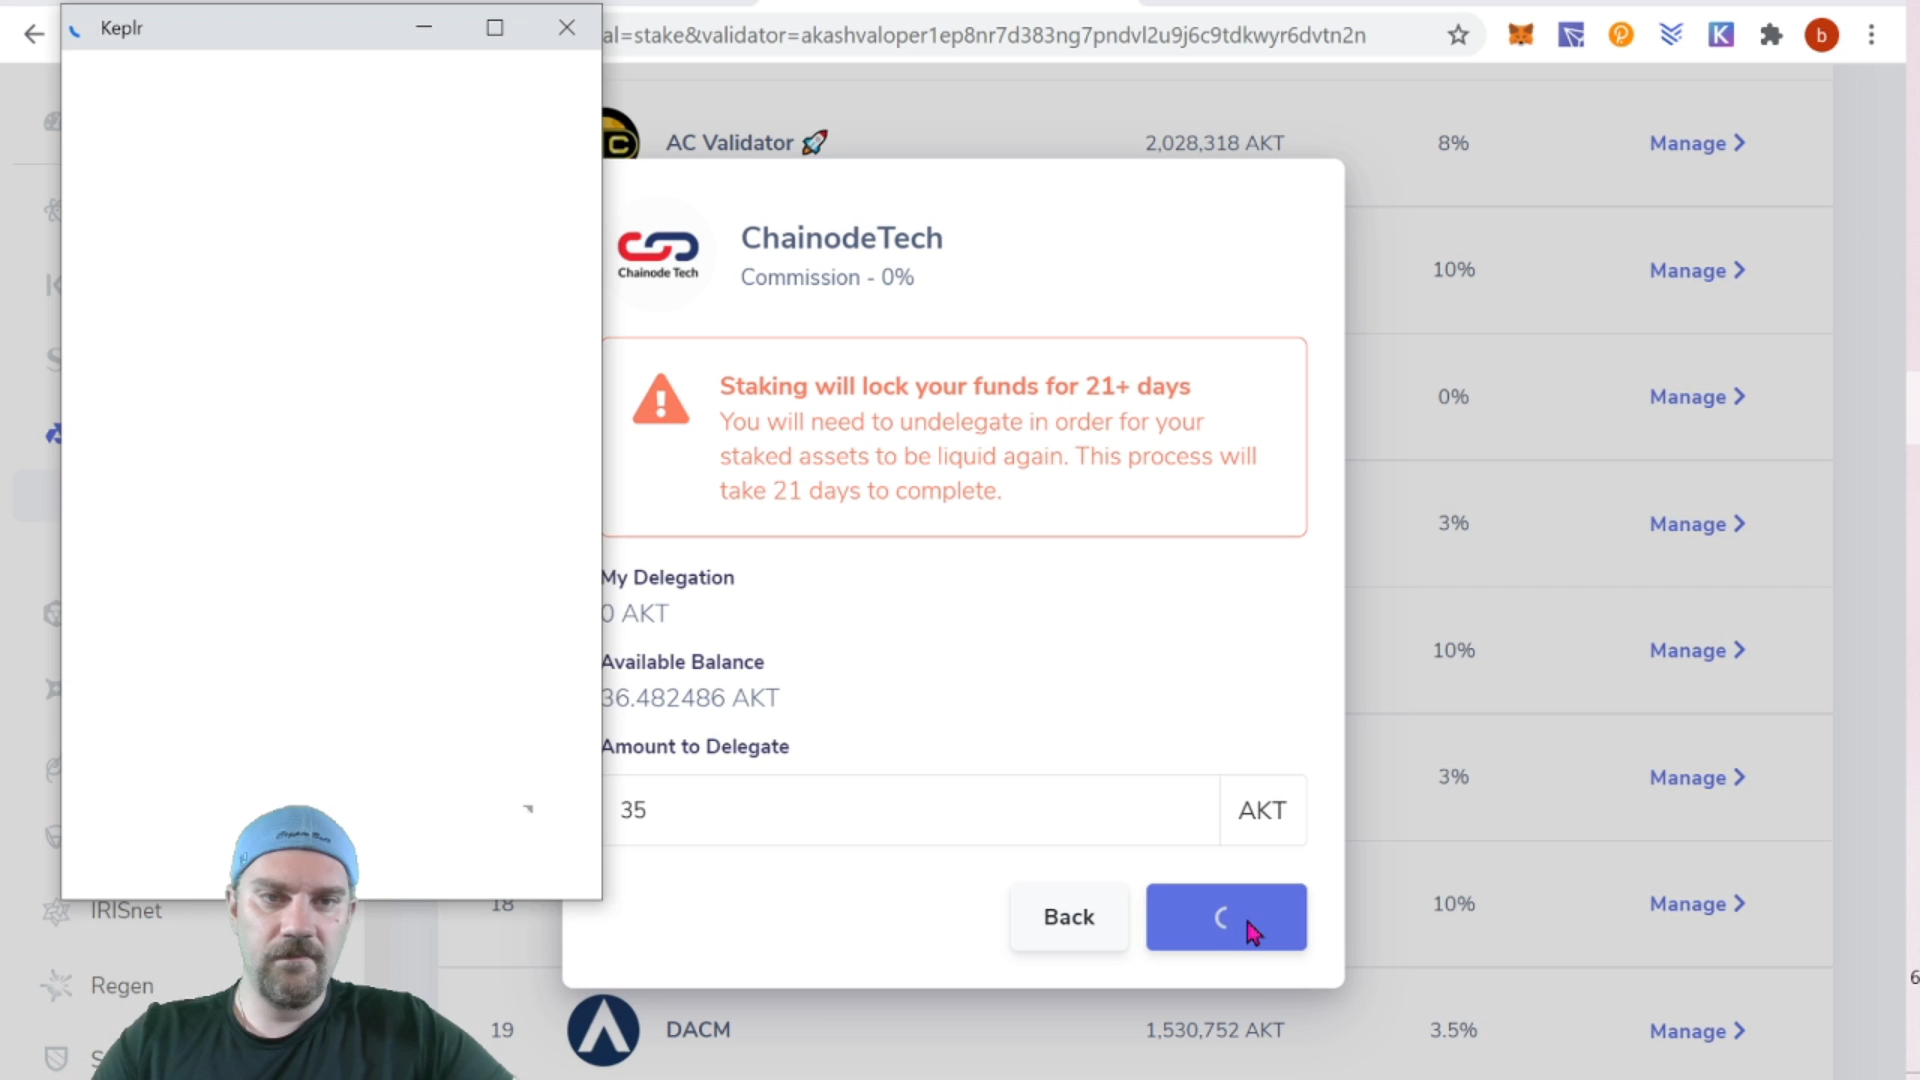 Keplr
al=stake&validator=akashvaloper1ep8nr7d383ng7pndvl2u9j6c9tdkwyr6dvtn2n
K
b
AC Validator 🚀 2,028,318 AKT 8% Manage
10% Manage
0% Manage
3% Manage
10% Manage
3% Manage
18 10% Manage
19 DACM 1,530,752 AKT 3.5% Manage
Chainode Tech
ChainodeTech
Commission - 0%
Staking will lock your funds for 21+ days
You will need to undelegate in order for your
staked assets to be liquid again. This process will
take 21 days to complete.
My Delegation
0 AKT
Available Balance
36.482486 AKT
Amount to Delegate
35 AKT
Back
IRISnet
Regen
6